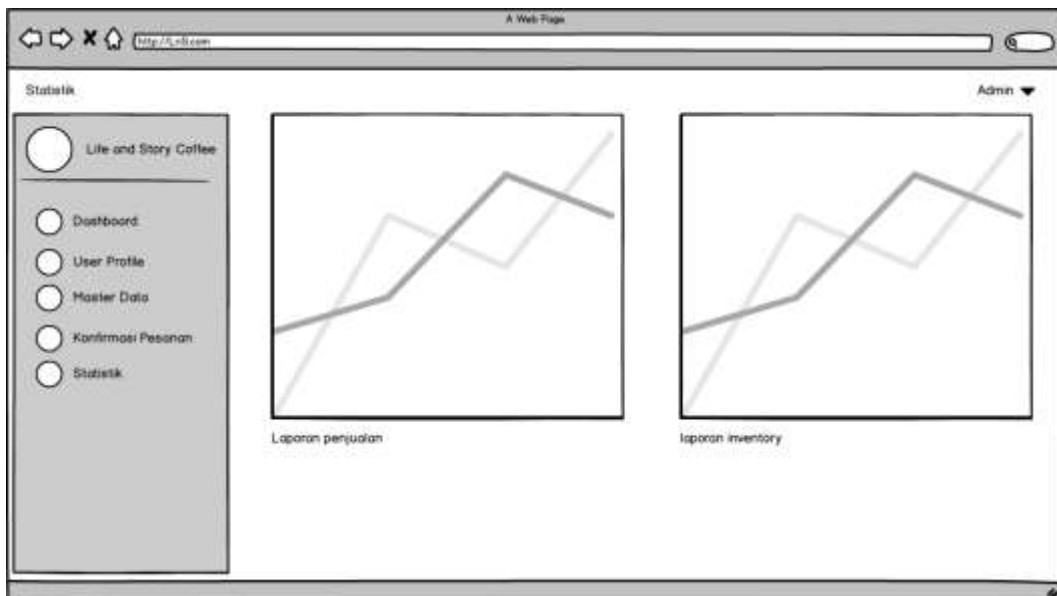 A Web Page
Statistik
Admin
Life and Story Coffee
Dashboard
User Profile
Master Data
Konfirmasi Pesanan
Statistik
Laporan penjualan
laporan inventory